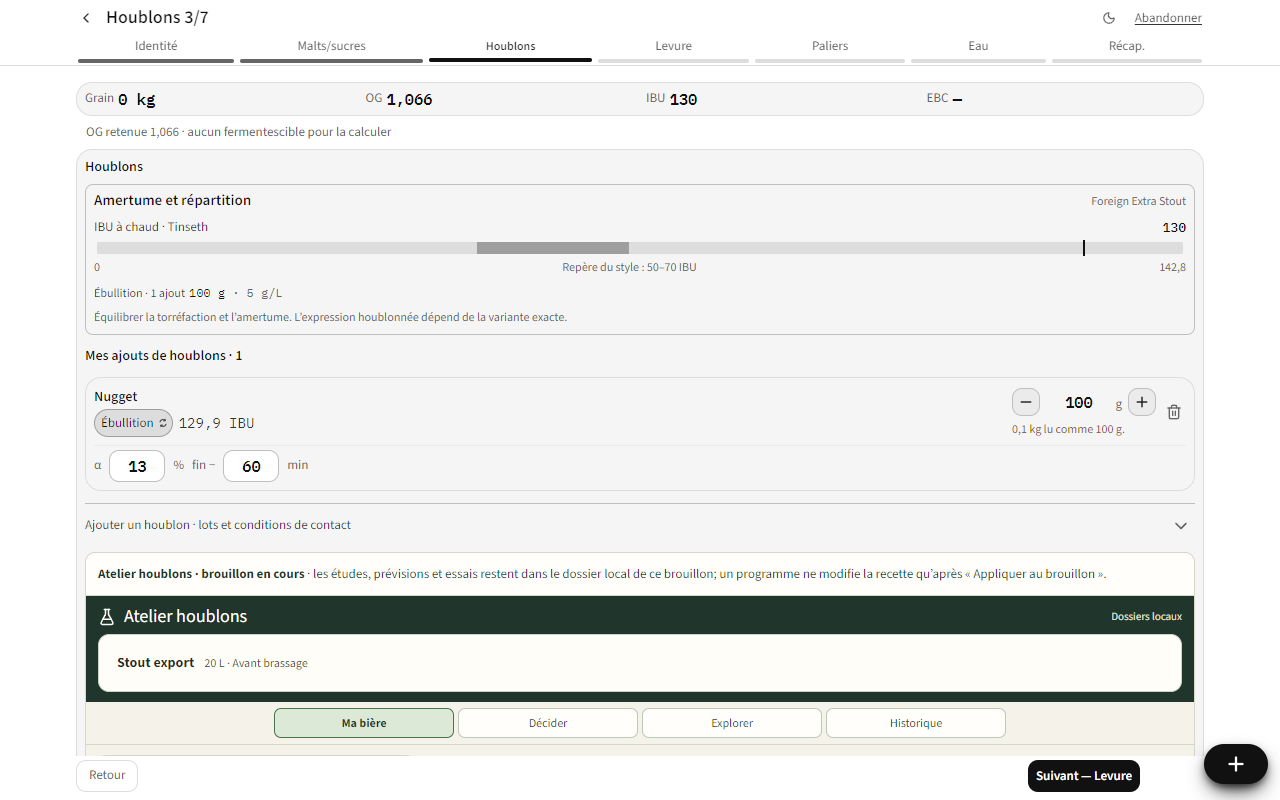 Houblons 3/7
Abandonner
Identité
Malts/sucres
Houblons
Levure
Paliers
Eau
Récap.
Grain 0 kg
OG 1,066
IBU 130
EBC –
OG retenue 1,066 · aucun fermentescible pour la calculer
Houblons
Amertume et répartition
Foreign Extra Stout
IBU à chaud · Tinseth
130
0
Repère du style : 50–70 IBU
142,8
Ébullition · 1 ajout 100 g · 5 g/L
Équilibrer la torréfaction et l’amertume. L’expression houblonnée dépend de la variante exacte.
Mes ajouts de houblons · 1
Nugget
Ébullition 129,9 IBU
100 g
0,1 kg lu comme 100 g.
α 13 % fin − 60 min
Ajouter un houblon · lots et conditions de contact
Atelier houblons · brouillon en cours · les études, prévisions et essais restent dans le dossier local de ce brouillon; un programme ne modifie la recette qu’après « Appliquer au brouillon ».
Atelier houblons
Dossiers locaux
Stout export 20 L · Avant brassage
Ma bière
Décider
Explorer
Historique
Retour
Suivant — Levure